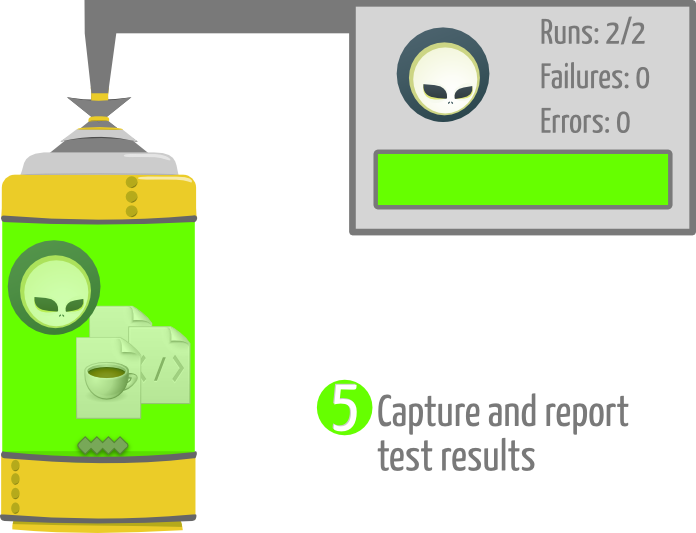 Runs: 2/2
Failures: 0
Errors: 0
</>
5 Capture and report
test results